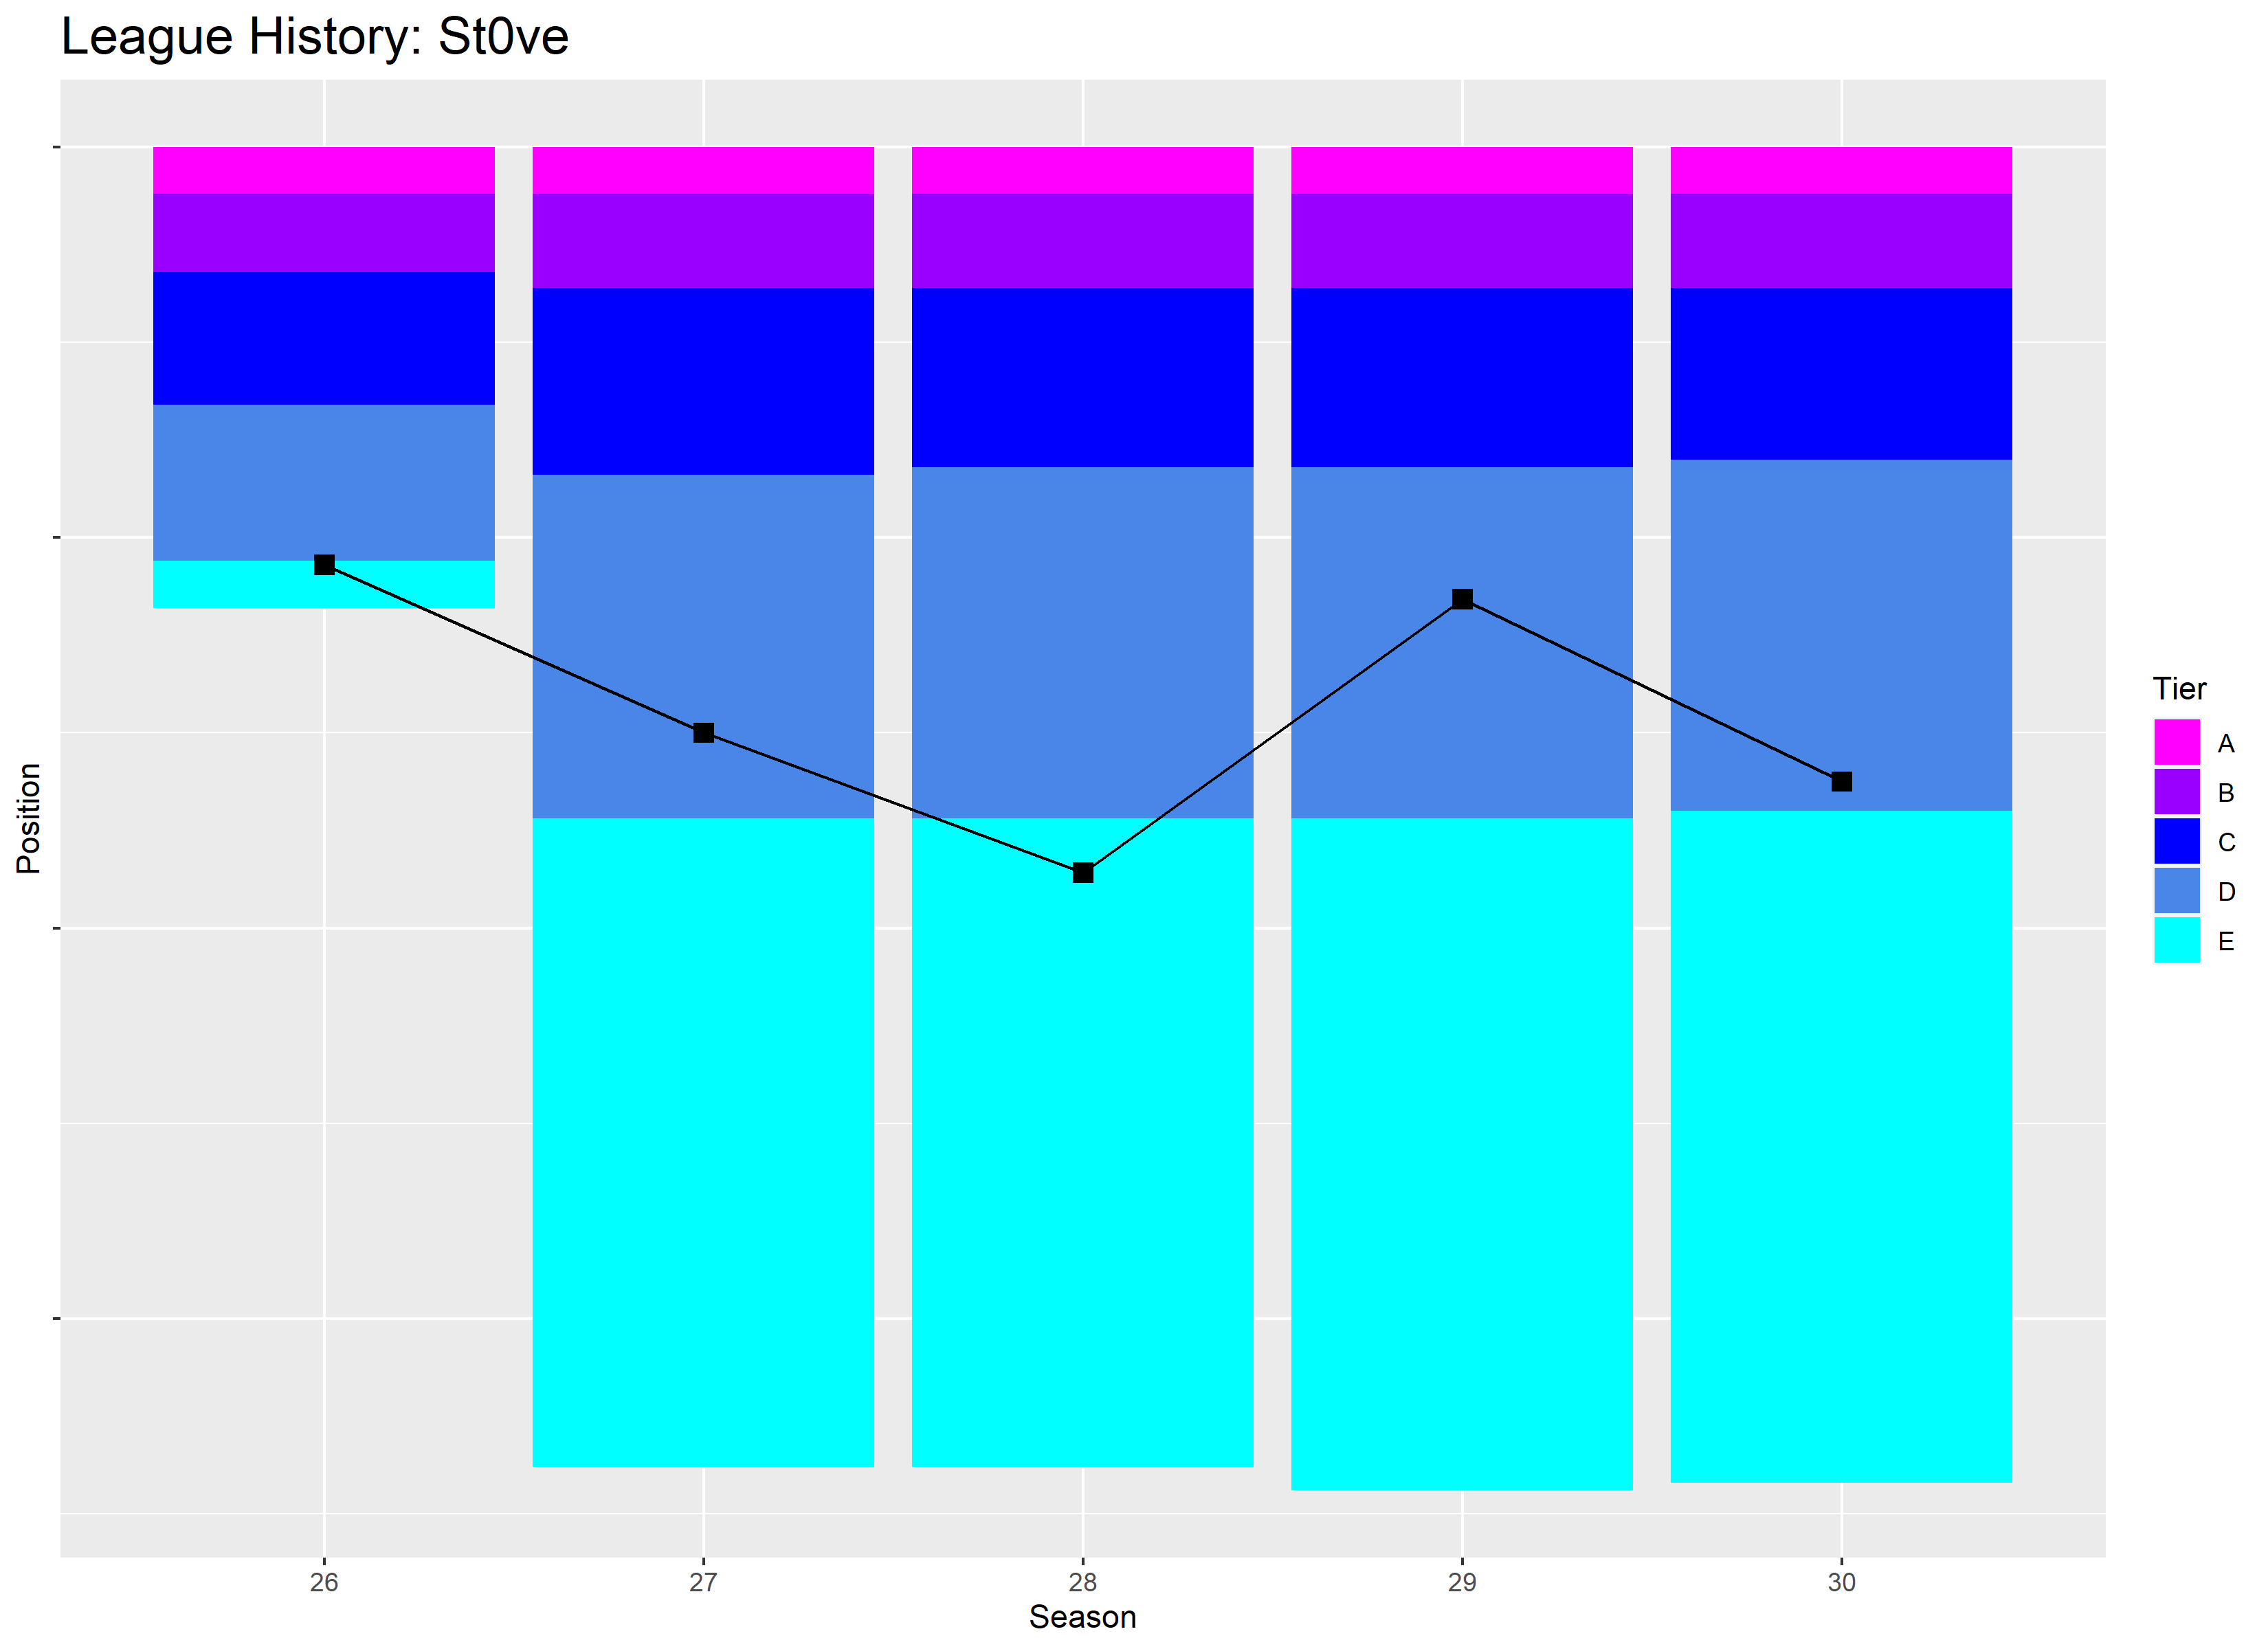 League History: St0ve
Position
26
27
28
29
30
Season
Tier
A
B
C
D
E